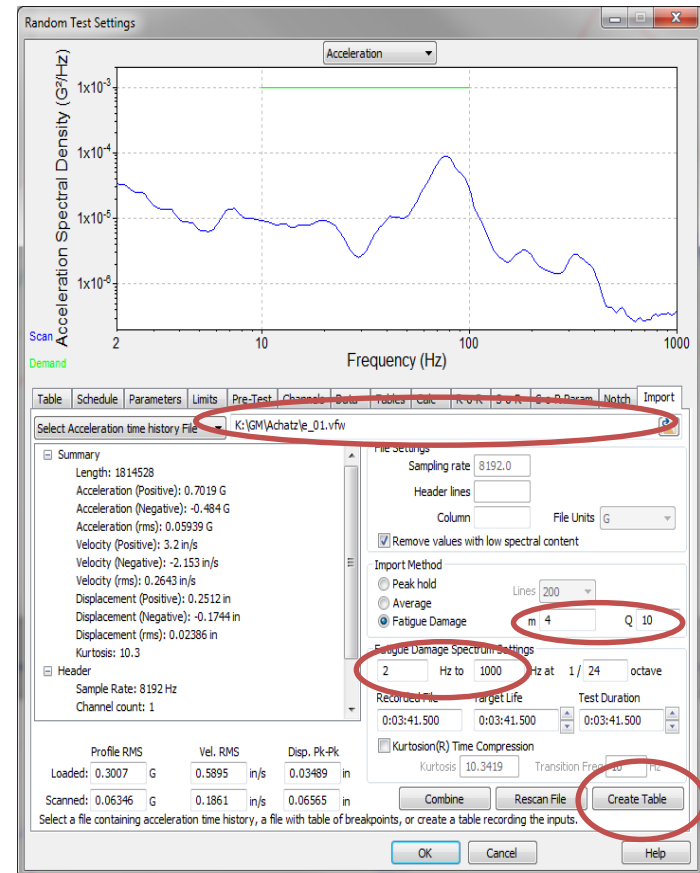 Random Test Settings
Acceleration
Acceleration Spectral Density (G²/Hz)
1x10⁻³
1x10⁻⁴
1x10⁻⁵
1x10⁻⁶
Scan
Demand
2 10 100 1000
Frequency (Hz)
Table Schedule Parameters Limits Pre-Test Channels Data Tables Calc Notch Import
Select Acceleration time history File K:\GM\Achatz\e_01.vfw
Summary
Length: 1814528
Acceleration (Positive): 0.7019 G
Acceleration (Negative): -0.484 G
Acceleration (rms): 0.05939 G
Velocity (Positive): 3.2 in/s
Velocity (Negative): -2.153 in/s
Velocity (rms): 0.2643 in/s
Displacement (Positive): 0.2512 in
Displacement (Negative): -0.1744 in
Displacement (rms): 0.02386 in
Kurtosis: 10.3
Header
Sample Rate: 8192 Hz
Channel count: 1
File Settings
Sampling rate 8192.0
Header lines
Column File Units G
Remove values with low spectral content
Import Method
Peak hold
Average
Fatigue Damage
Lines 200
m 4 Q 10
Fatigue Damage Spectrum Settings
2 Hz to 1000 Hz at 1 / 24 octave
Recorded File Target Life Test Duration
0:03:41.500 0:03:41.500 0:03:41.500
Kurtosion(R) Time Compression
Kurtosis 10.3419 Transition Freq 10 Hz
Profile RMS Vel. RMS Disp. Pk-Pk
Loaded: 0.3007 G 0.5895 in/s 0.03489 in
Scanned: 0.06346 G 0.1861 in/s 0.06565 in
Combine Rescan File Create Table
Select a file containing acceleration time history, a file with table of breakpoints, or create a table recording the inputs.
OK Cancel Help